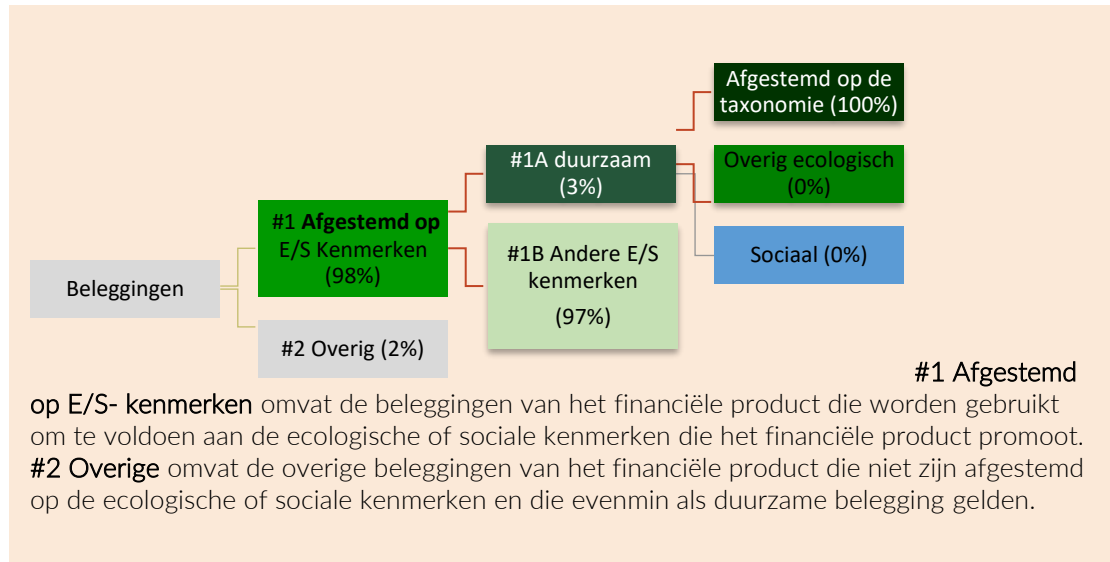 Afgestemd op de
taxonomie (100%)
#1A duurzaam
(3%)
Overig ecologisch
(0%)
#1 Afgestemd op
E/S Kenmerken
(98%)
#1B Andere E/S
kenmerken
(97%)
Sociaal (0%)
Beleggingen
#2 Overig (2%)
#1 Afgestemd
op E/S- kenmerken omvat de beleggingen van het financiële product die worden gebruikt
om te voldoen aan de ecologische of sociale kenmerken die het financiële product promoot.
#2 Overige omvat de overige beleggingen van het financiële product die niet zijn afgestemd
op de ecologische of sociale kenmerken en die evenmin als duurzame belegging gelden.